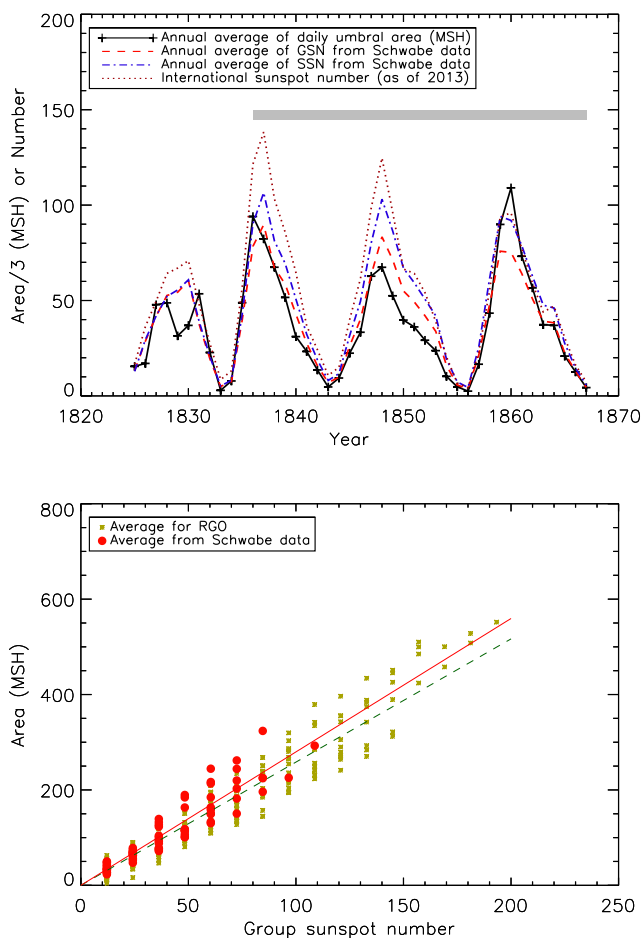 200
Annual average of daily umbral area (MSH)
Annual average of GSN from Schwabe data
Annual average of SSN from Schwabe data
International sunspot number (as of 2013)
150
100
50
0
Area/3 (MSH) or Number
1820 1830 1840 1850 1860 1870
Year
800
Average for RGO
Average from Schwabe data
600
400
200
0
Area (MSH)
0 50 100 150 200 250
Group sunspot number